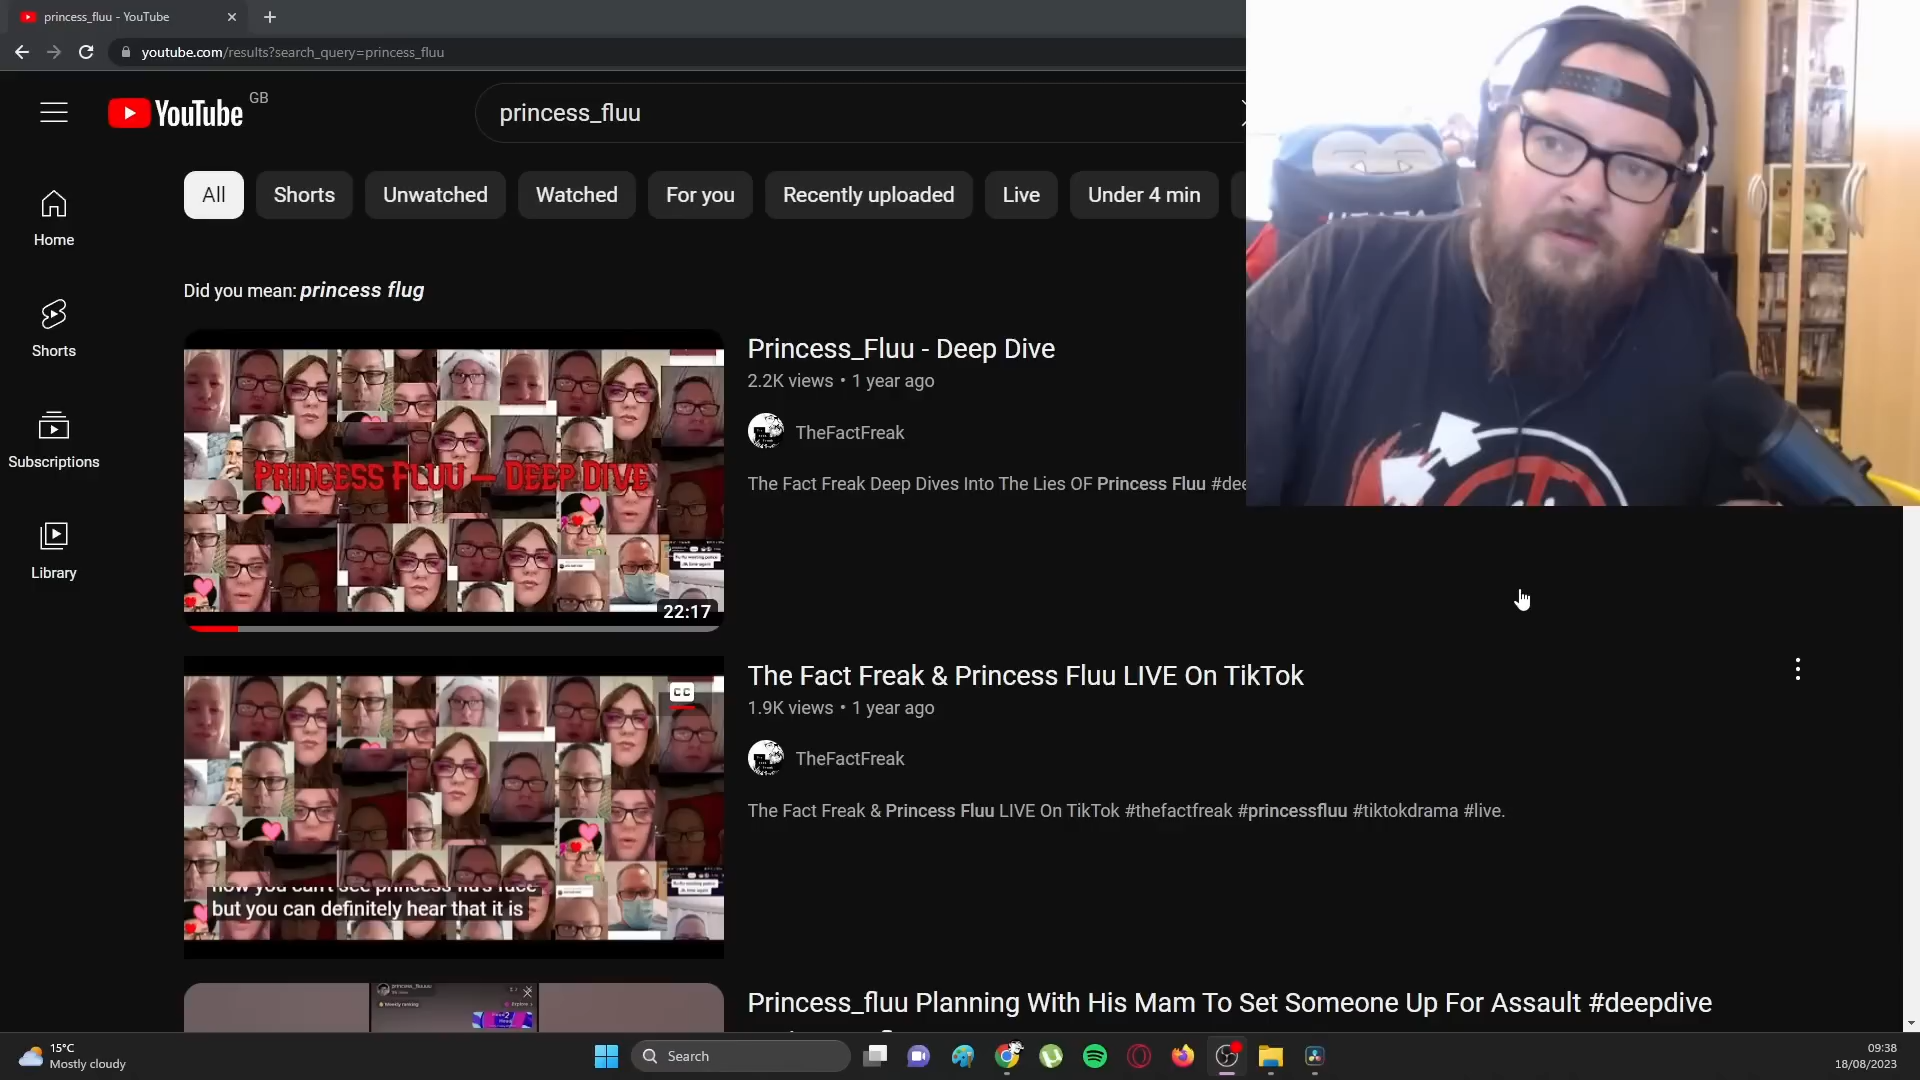 princess_fluu - YouTube
youtube.com/results?search_query=princess_fluu
YouTube GB
princess_fluu
All Shorts Unwatched Watched For you Recently uploaded Live Under 4 min
Home
Shorts
Subscriptions
Library
Did you mean: princess flug
PRINCESS FLUU - DEEP DIVE
22:17
Princess_Fluu - Deep Dive
2.2K views • 1 year ago
TheFactFreak
The Fact Freak Deep Dives Into The Lies OF Princess Fluu #dee
CC
but you can definitely hear that it is
The Fact Freak & Princess Fluu LIVE On TikTok
1.9K views • 1 year ago
TheFactFreak
The Fact Freak & Princess Fluu LIVE On TikTok #thefactfreak #princessfluu #tiktokdrama #live.
Princess_fluu Planning With His Mam To Set Someone Up For Assault #deepdive
15°C
Mostly cloudy
Search
09:38
18/08/2023